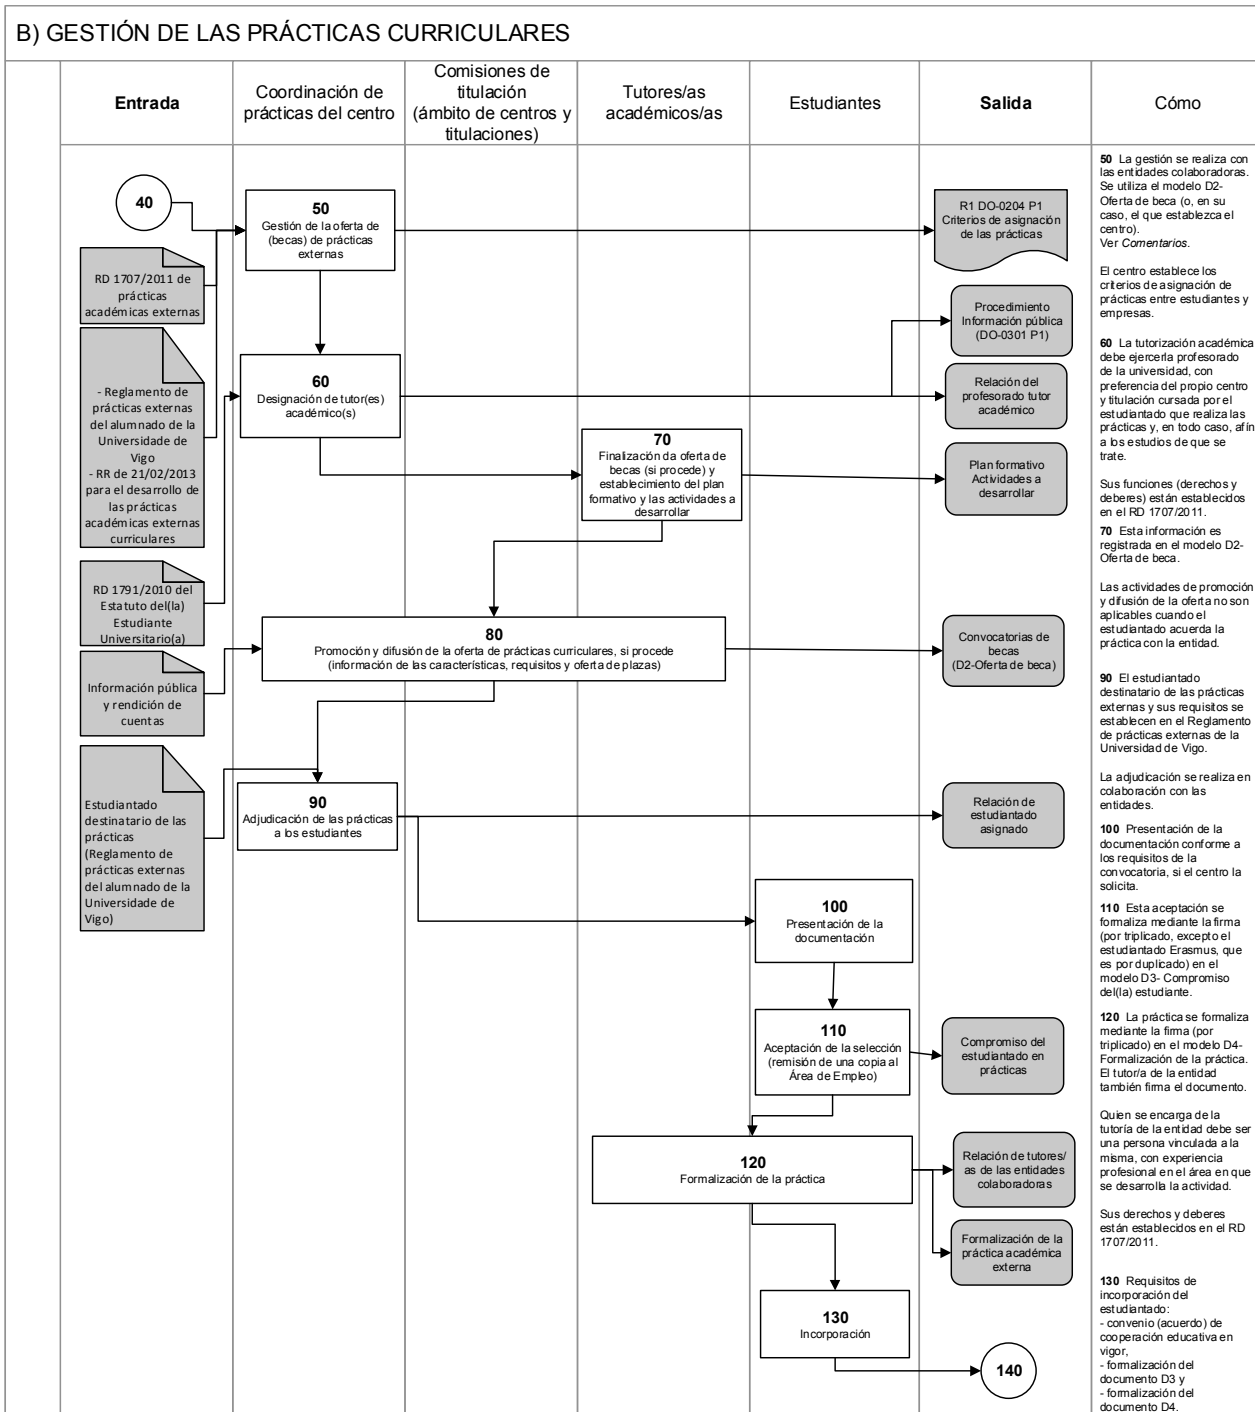 B) GESTIÓN DE LAS PRÁCTICAS CURRICULARES
Entrada
Coordinación de
prácticas del centro
Comisiones de
titulación
(ámbito de centros y
titulaciones)
Tutores/as
académicos/as
Estudiantes
Salida
Cómo
40
RD 1707/2011 de
prácticas
académicas externas
- Reglamento de
prácticas externas
del alumnado de la
Universidade de
Vigo
- RR de 21/02/2013
para el desarrollo de
las prácticas
académicas externas
curriculares
RD 1791/2010 del
Estatuto del(la)
Estudiante
Universitario(a)
Información pública
y rendición de
cuentas
Estudiantado
destinatario de las
prácticas
(Reglamento de
prácticas externas
del alumnado de la
Universidade de
Vigo)
50
Gestión de la oferta de
(becas) de prácticas
externas
60
Designación de tutor(es)
académico(s)
70
Finalización da oferta de
becas (si procede) y
establecimiento del plan
formativo y las actividades a
desarrollar
80
Promoción y difusión de la oferta de prácticas curriculares, si procede
(información de las características, requisitos y oferta de plazas)
90
Adjudicación de las prácticas
a los estudiantes
100
Presentación de la
documentación
110
Aceptación de la selección
(remisión de una copia al
Área de Empleo)
120
Formalización de la práctica
130
Incorporación
R1 DO-0204 P1
Criterios de asignación
de las prácticas
Procedimiento
Información pública
(DO-0301 P1)
Relación del
profesorado tutor
académico
Plan formativo
Actividades a
desarrollar
Convocatorias de
becas
(D2-Oferta de beca)
Relación de
estudiantado
asignado
Compromiso del
estudiantado en
prácticas
Relación de tutores/
as de las entidades
colaboradoras
Formalización de la
práctica académica
externa
140
50 La gestión se realiza con
las entidades colaboradoras.
Se utiliza el modelo D2-
Oferta de beca (o, en su
caso, el que establezca el
centro).
Ver Comentarios.
El centro establece los
criterios de asignación de
prácticas entre estudiantes y
empresas.
60 La tutorización académica
debe ejercerla profesorado
de la universidad, con
preferencia del propio centro
y titulación cursada por el
estudiantado que realiza las
prácticas y, en todo caso, afín
a los estudios de que se
trate.
Sus funciones (derechos y
deberes) están establecidos
en el RD 1707/2011.
70 Esta información es
registrada en el modelo D2-
Oferta de beca.
Las actividades de promoción
y difusión de la oferta no son
aplicables cuando el
estudiantado acuerda la
práctica con la entidad.
90 El estudiantado
destinatario de las prácticas
externas y sus requisitos se
establecen en el Reglamento
de prácticas externas de la
Universidad de Vigo.
La adjudicación se realiza en
colaboración con las
entidades.
100 Presentación de la
documentación conforme a
los requisitos de la
convocatoria, si el centro la
solicita.
110 Esta aceptación se
formaliza mediante la firma
(por triplicado, excepto el
estudiantado Erasmus, que
es por duplicado) en el
modelo D3- Compromiso
del(la) estudiante.
120 La práctica se formaliza
mediante la firma (por
triplicado) en el modelo D4-
Formalización de la práctica.
El tutor/a de la entidad
también firma el documento.
Quien se encarga de la
tutoría de la entidad debe ser
una persona vinculada a la
misma, con experiencia
profesional en el área en que
se desarrolla la actividad.
Sus derechos y deberes
están establecidos en el RD
1707/2011.
130 Requisitos de
incorporación del
estudiantado:
- convenio (acuerdo) de
cooperación educativa en
vigor,
- formalización del
documento D3 y
- formalización del
documento D4.